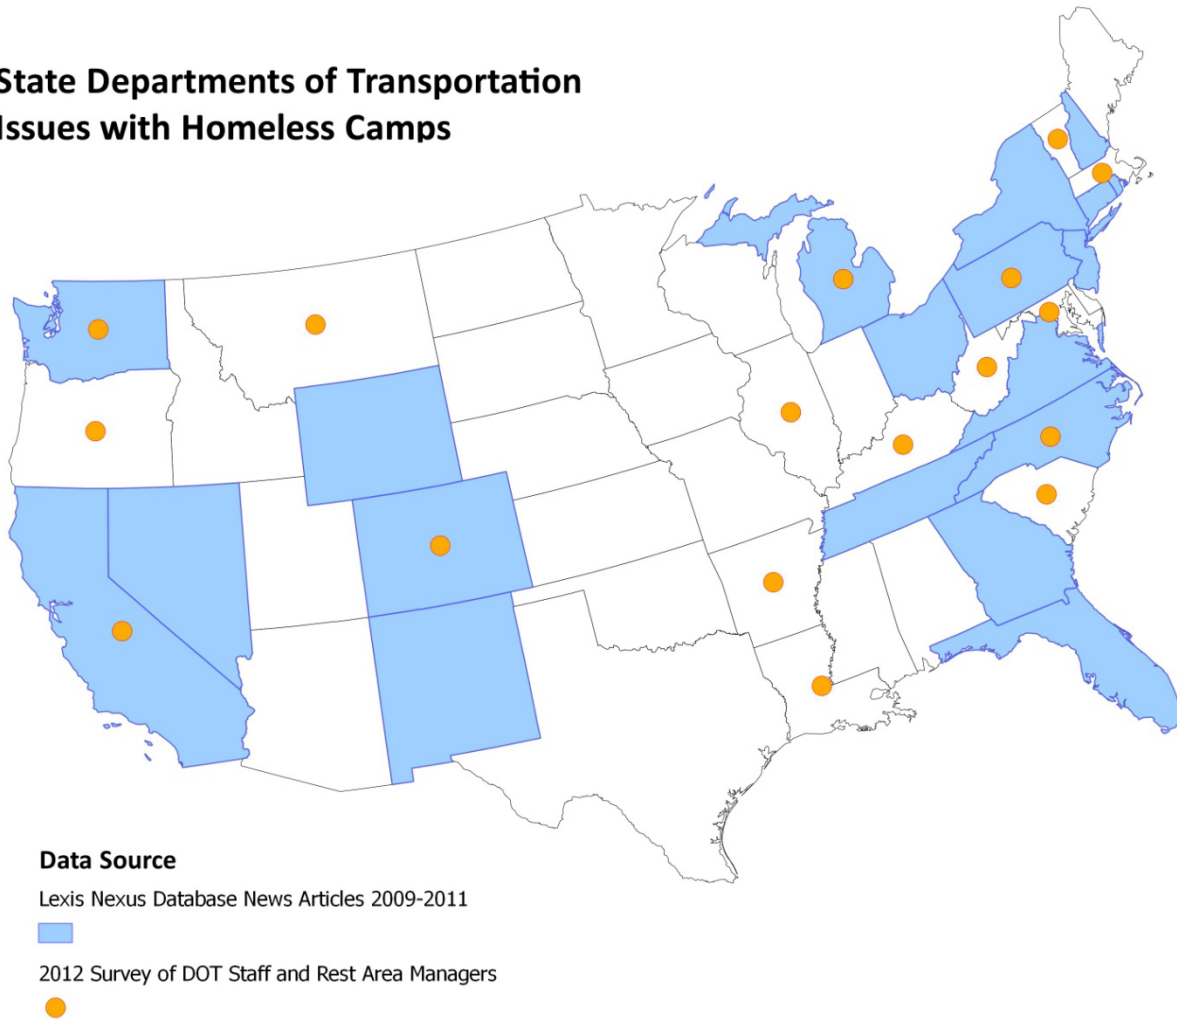 State Departments of Transportation
Issues with Homeless Camps
Data Source
Lexis Nexus Database News Articles 2009-2011
2012 Survey of DOT Staff and Rest Area Managers